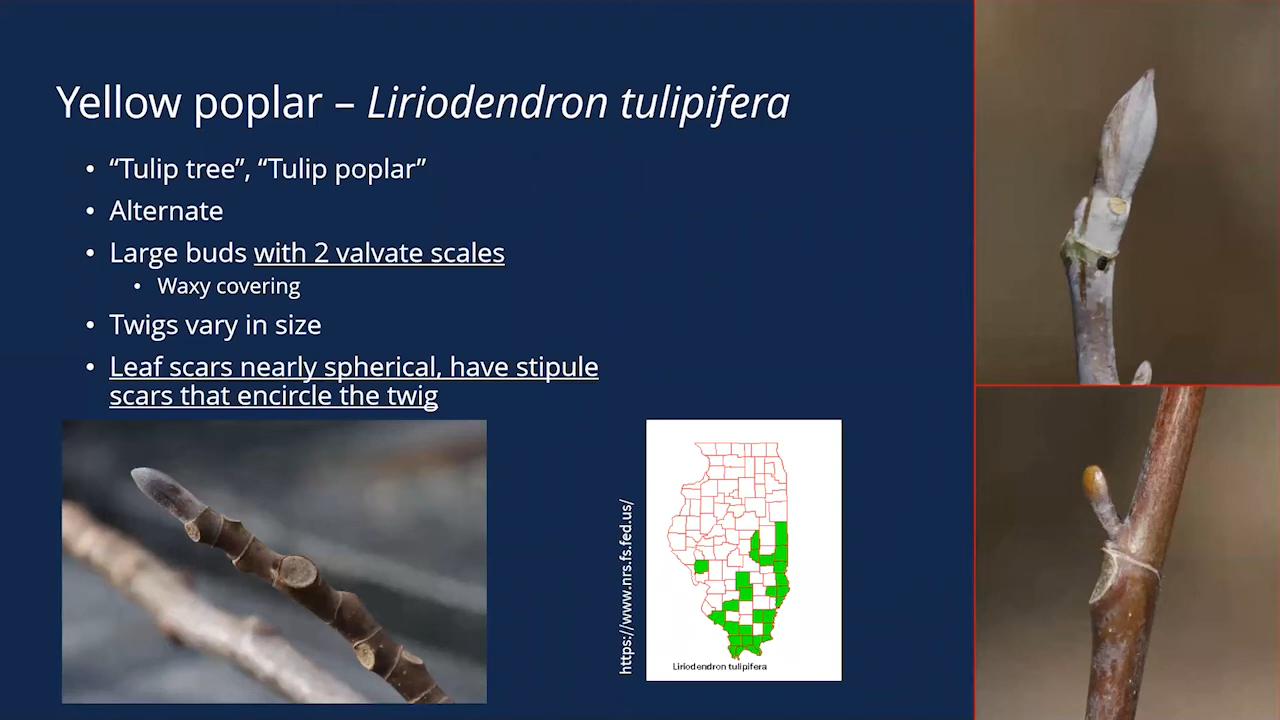 Yellow poplar – Liriodendron tulipifera
• “Tulip tree”, “Tulip poplar”
• Alternate
• Large buds with 2 valvate scales
• Waxy covering
• Twigs vary in size
• Leaf scars nearly spherical, have stipule
scars that encircle the twig
https://www.nrs.fs.fed.us/
Liriodendron tulipifera